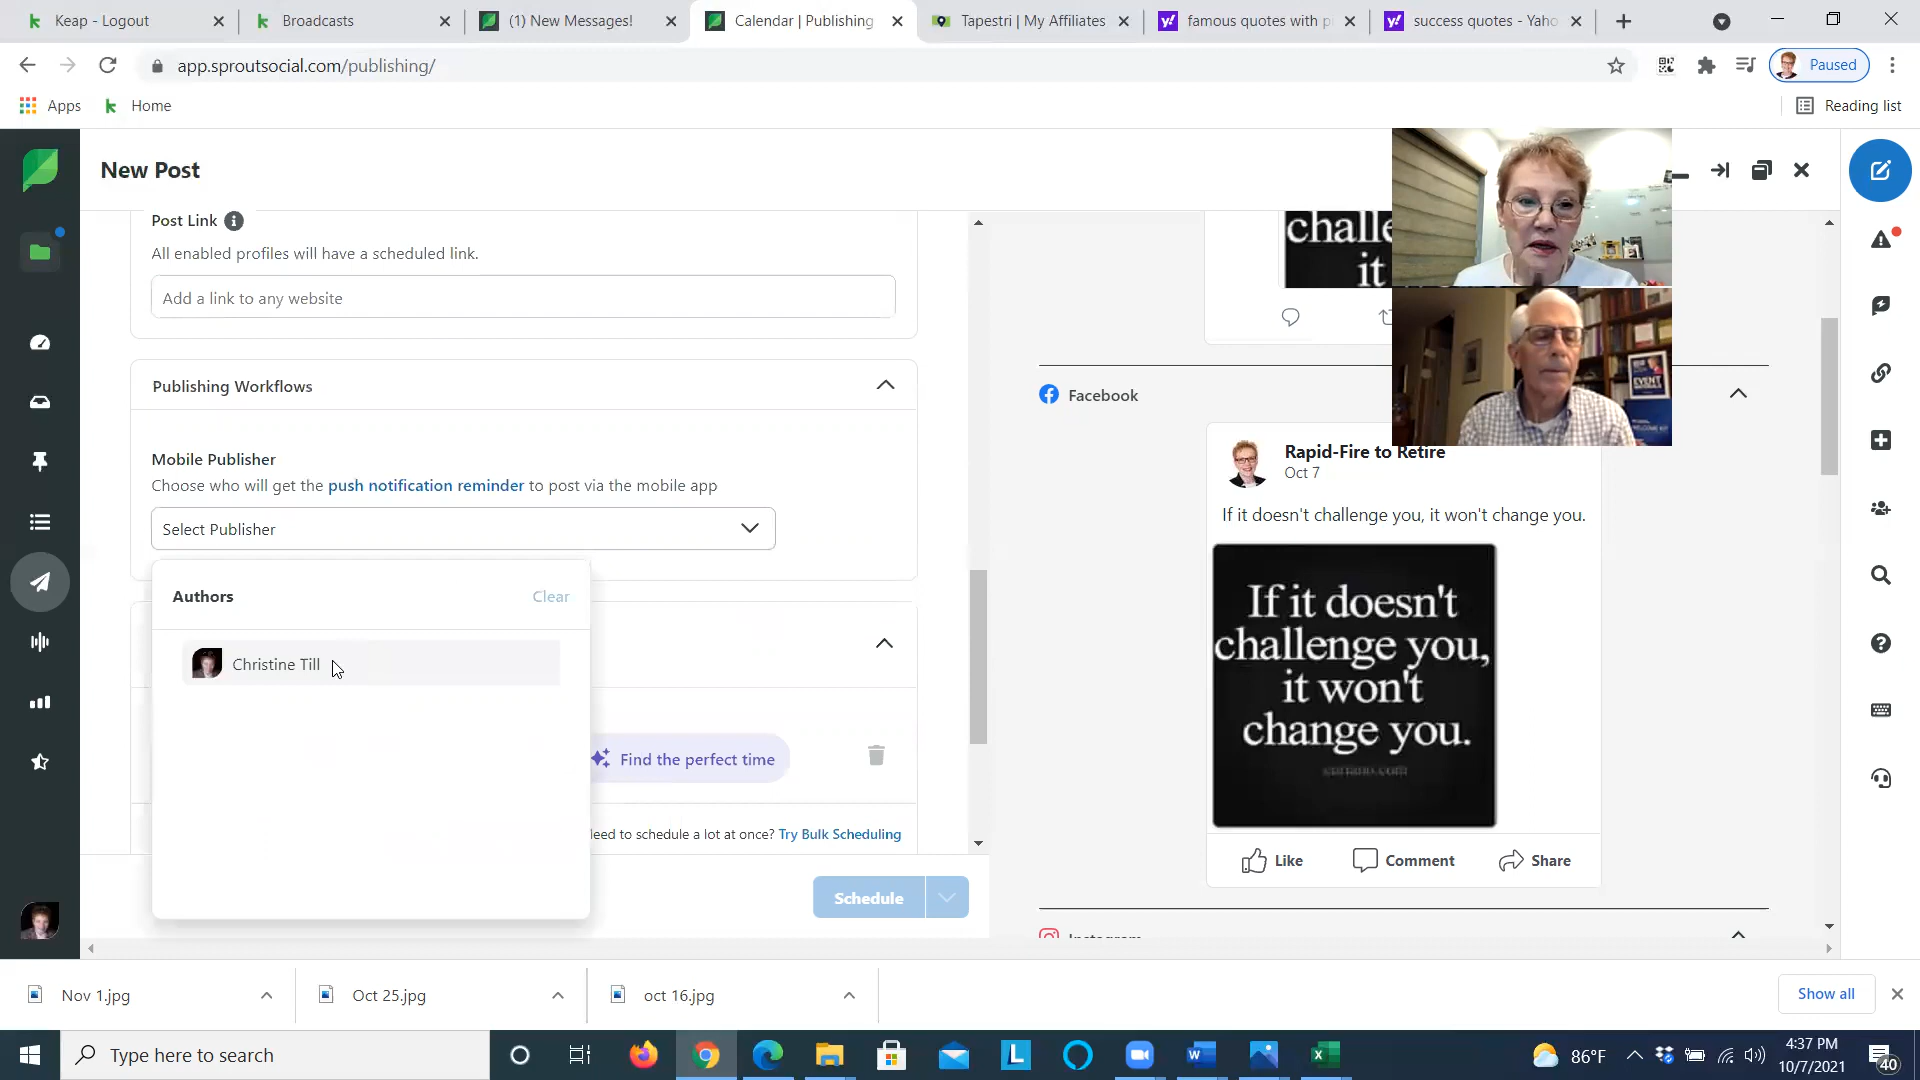 Keap - Logout
Broadcasts
(1) New Messages!
Calendar | Publishing
Tapestri | My Affiliates
famous quotes with p
success quotes - Yaho
app.sproutsocial.com/publishing/
Paused
Apps
Home
Reading list
New Post
Post Link
All enabled profiles will have a scheduled link.
Add a link to any website
Publishing Workflows
Mobile Publisher
Choose who will get the push notification reminder to post via the mobile app
Select Publisher
Authors
Clear
Christine Till
Find the perfect time
eed to schedule a lot at once? Try Bulk Scheduling
Schedule
challe
it
EVENT
Facebook
Rapid-Fire to Retire
Oct 7
If it doesn't challenge you, it won't change you.
If it doesn't
challenge you,
it won't
change you.
Like
Comment
Share
Instagram
Nov 1.jpg
Oct 25.jpg
oct 16.jpg
Show all
Type here to search
86°F
4:37 PM
10/7/2021
40